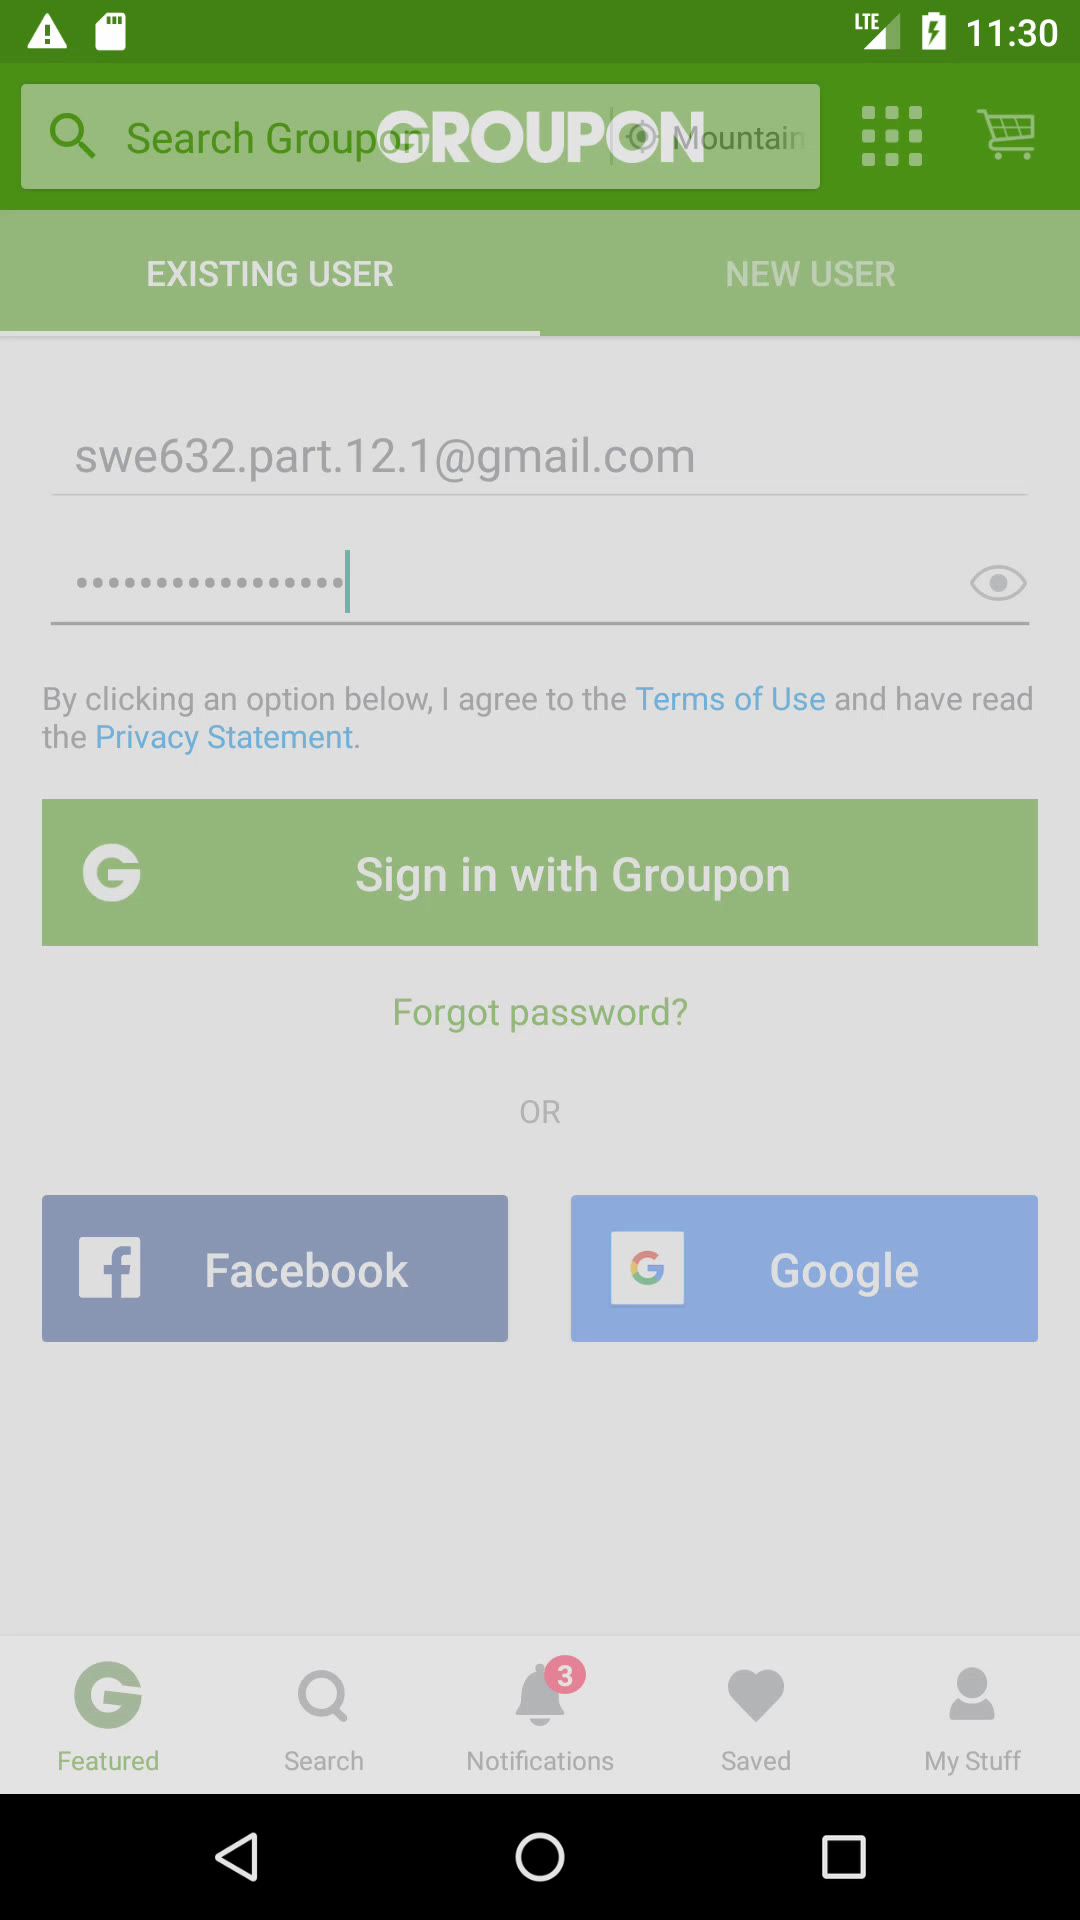 LTE 11:30
Search Groupon GROUPON Mountain
EXISTING USER NEW USER
swe632.part.12.1@gmail.com
•••••••••••••••••
By clicking an option below, I agree to the Terms of Use and have read
the Privacy Statement.
Sign in with Groupon
Forgot password?
OR
Facebook Google
3
Featured Search Notifications Saved My Stuff